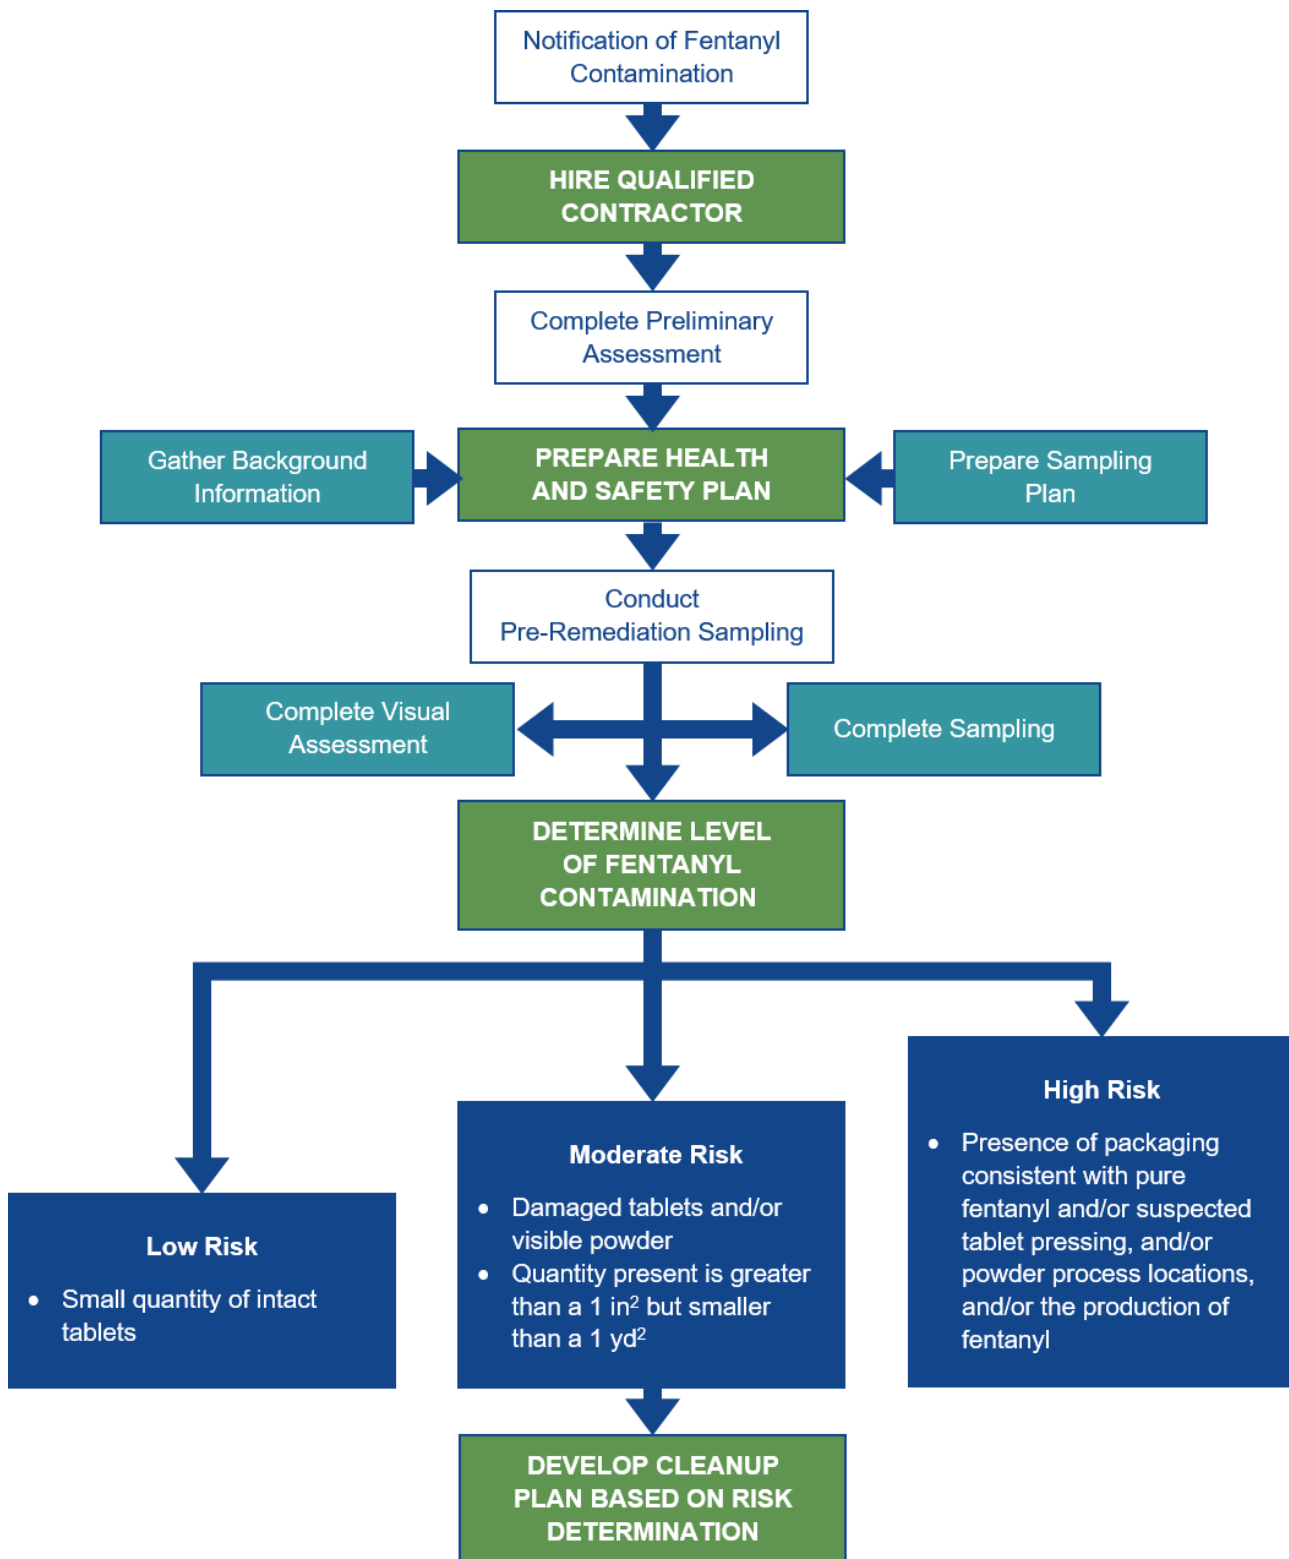 Notification of Fentanyl
Contamination
HIRE QUALIFIED
CONTRACTOR
Complete Preliminary
Assessment
Gather Background
Information
PREPARE HEALTH
AND SAFETY PLAN
Prepare Sampling
Plan
Conduct
Pre-Remediation Sampling
Complete Visual
Assessment
Complete Sampling
DETERMINE LEVEL
OF FENTANYL
CONTAMINATION
Low Risk
• Small quantity of intact
tablets
Moderate Risk
• Damaged tablets and/or
visible powder
• Quantity present is greater
than a 1 in² but smaller
than a 1 yd²
High Risk
• Presence of packaging
consistent with pure
fentanyl and/or suspected
tablet pressing, and/or
powder process locations,
and/or the production of
fentanyl
DEVELOP CLEANUP
PLAN BASED ON RISK
DETERMINATION